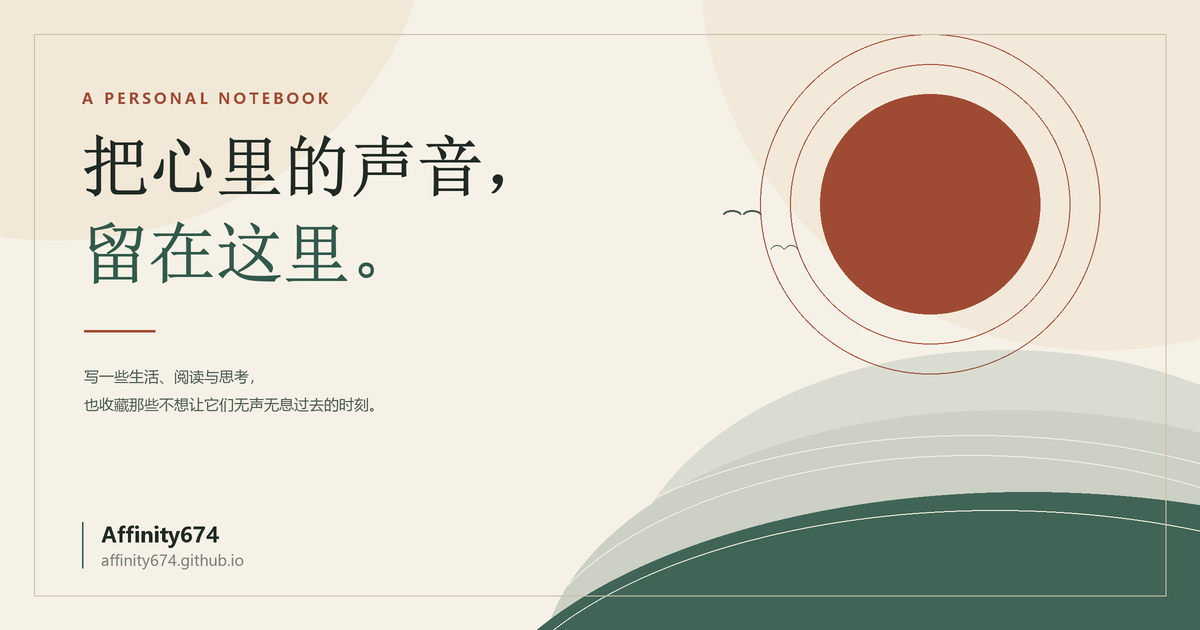 A PERSONAL NOTEBOOK
把心里的声音，
留在这里。
写一些生活、阅读与思考，
也收藏那些不想让它们无声无息过去的时刻。
Affinity674
affinity674.github.io